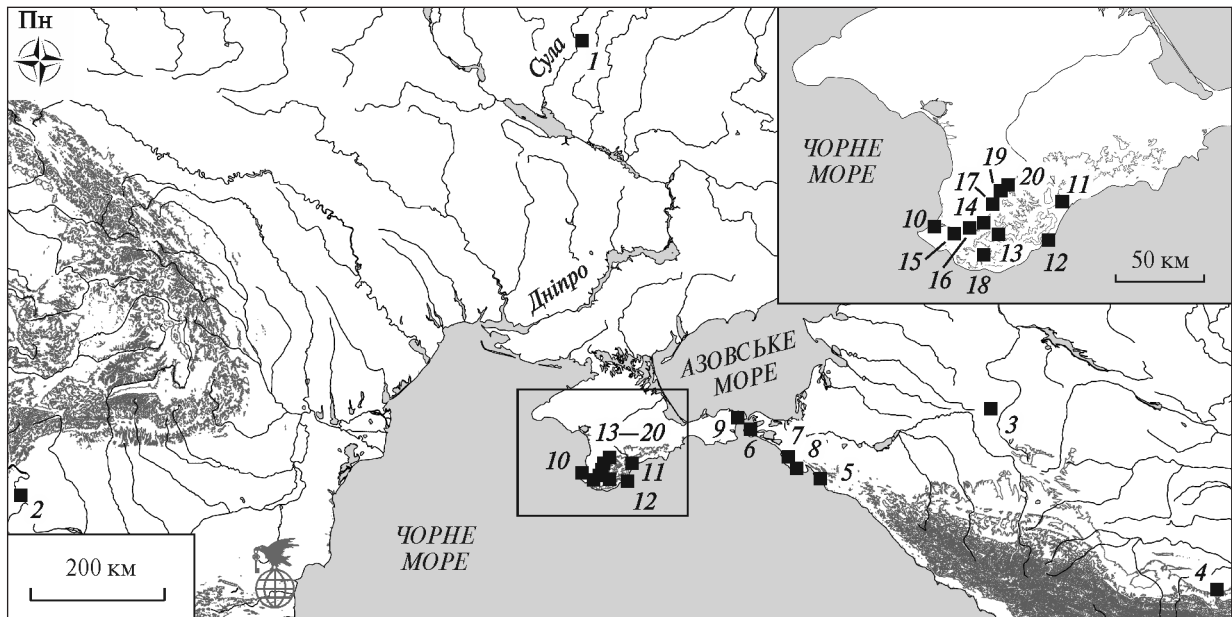 Пн
Сула
1
Дніпро
АЗОВСЬКЕ
МОРЕ
ЧОРНЕ
МОРЕ
13—20
10
11
12
9
6
7
8
5
3
4
2
200 км
ЧОРНЕ
МОРЕ
19
20
17
11
14
10
15
16
13
12
18
50 км